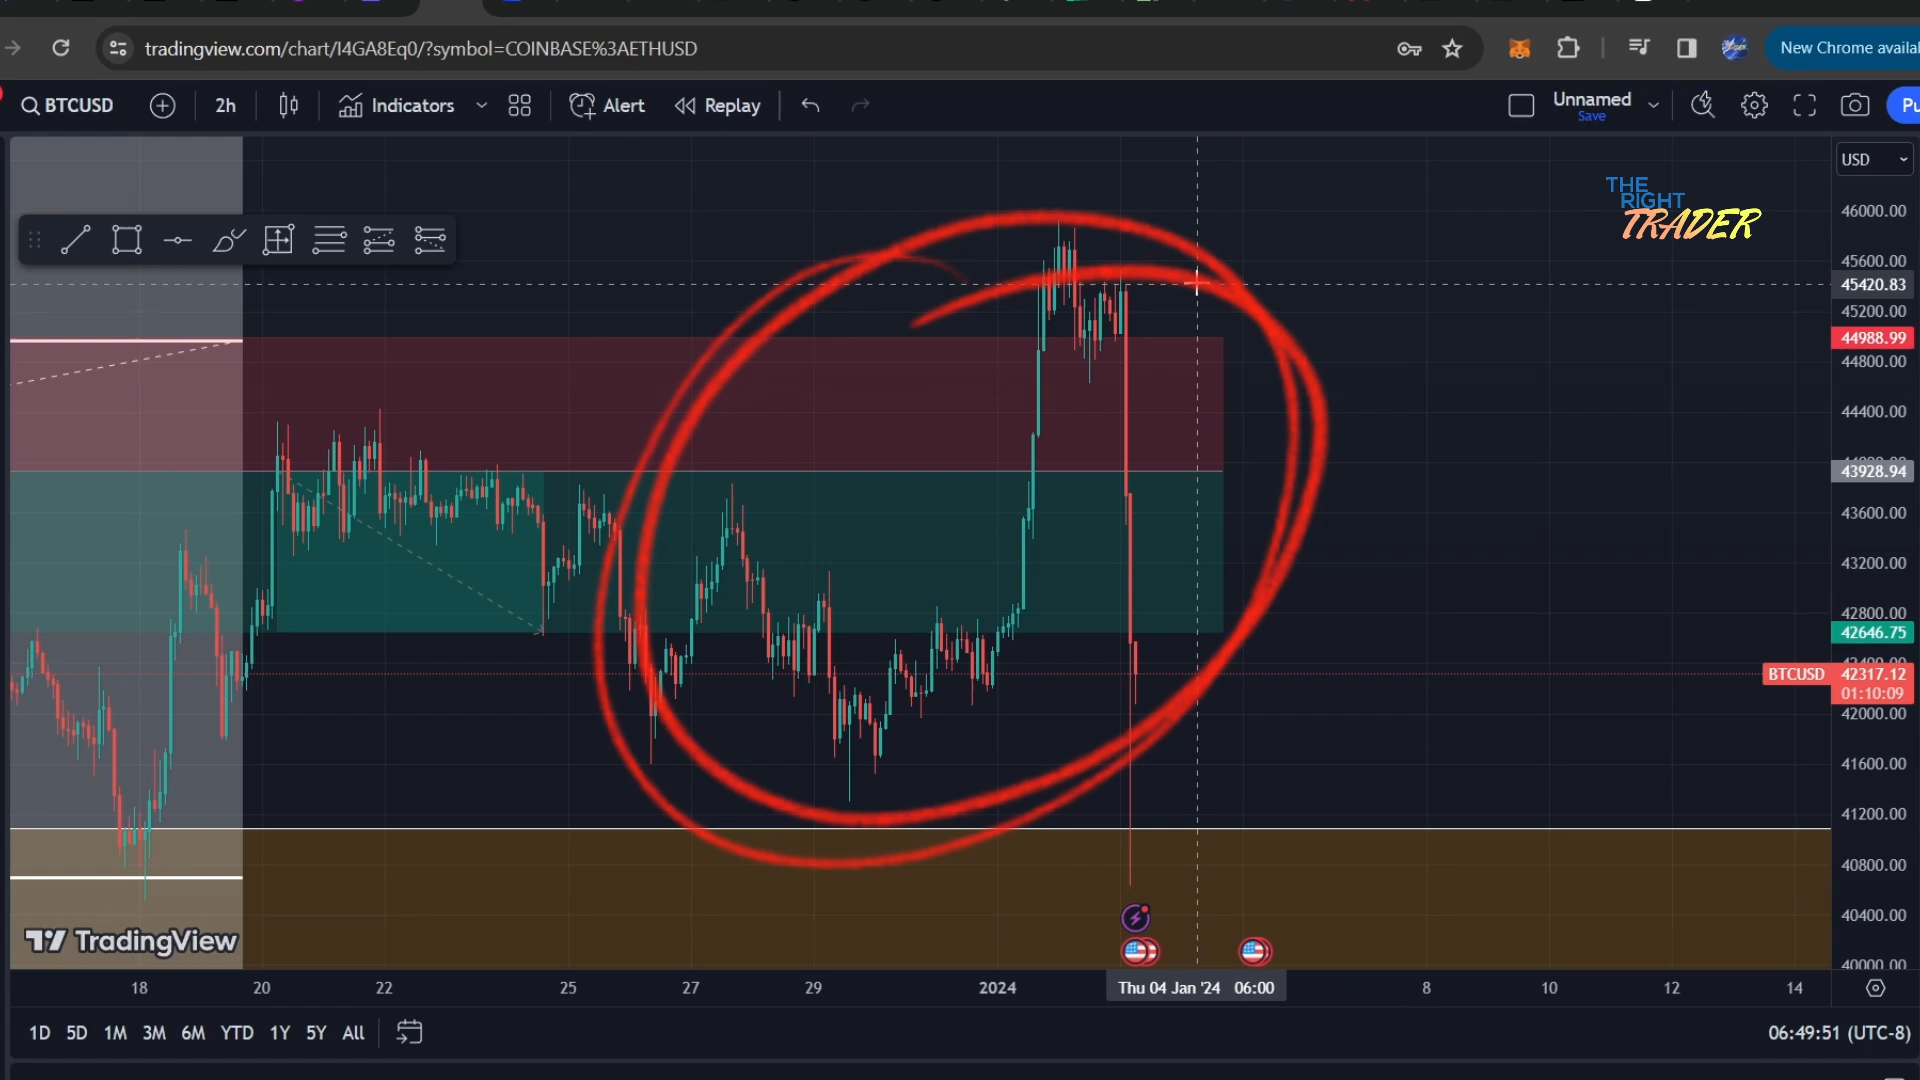 tradingview.com/chart/I4GA8Eq0/?symbol=COINBASE%3AETHUSD
New Chrome availa
BTCUSD
2h
Indicators
Alert
Replay
Unnamed
Save
Pu
USD
THE
RIGHT
TRADER
46000.00
45600.00
45420.83
45200.00
44988.99
44800.00
44400.00
43928.94
43600.00
43200.00
42800.00
42646.75
BTCUSD 42317.12
01:10:09
42000.00
41600.00
41200.00
40800.00
40400.00
40000.00
TradingView
18 20 22 25 27 29 2024 Thu 04 Jan '24 06:00 8 10 12 14
1D 5D 1M 3M 6M YTD 1Y 5Y All
06:49:51 (UTC-8)